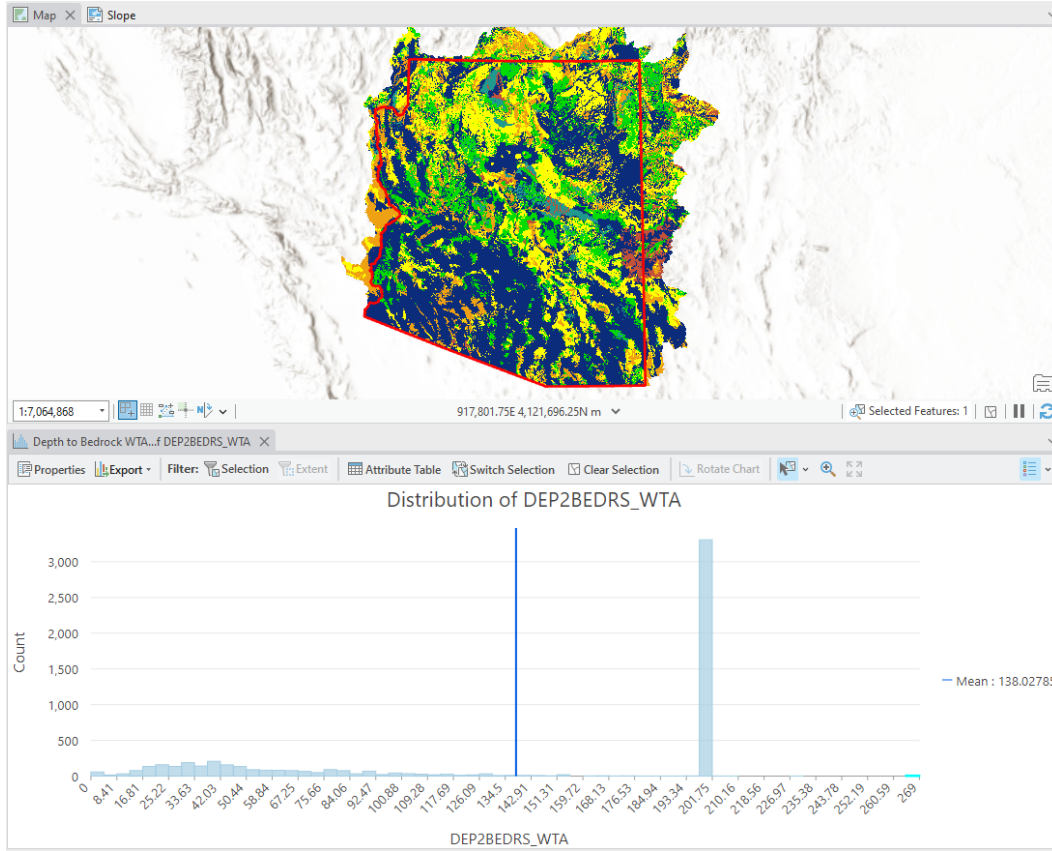 Map Slope
1:7,064,868 917,801.75E 4,121,696.25N m Selected Features: 1
Depth to Bedrock WTA...f DEP2BEDRS_WTA
Properties Export Filter: Selection Extent Attribute Table Switch Selection Clear Selection Rotate Chart
Distribution of DEP2BEDRS_WTA
3,000
2,500
2,000
1,500
1,000
500
0
Count
Mean : 138.02785
0 8.41 16.81 25.22 33.63 42.03 50.44 58.84 67.25 75.66 84.06 92.47 100.88 109.28 117.69 126.09 134.5 142.91 151.31 159.72 168.13 176.53 184.94 193.34 201.75 210.16 218.56 226.97 235.38 243.78 252.19 260.59 269
DEP2BEDRS_WTA